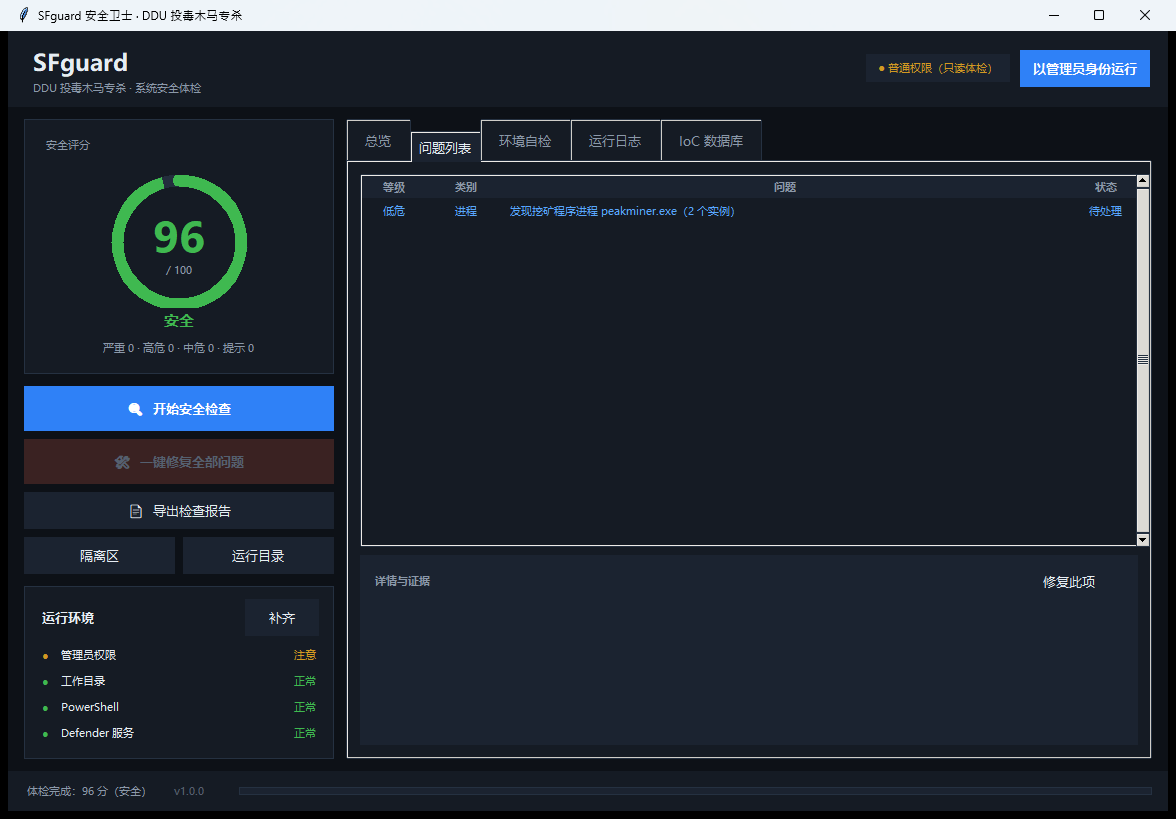 SFguard 安全卫士 · DDU 投毒木马专杀
SFguard
DDU 投毒木马专杀 · 系统安全体检
● 普通权限（只读体检）
以管理员身份运行
安全评分
96
/ 100
安全
严重 0 · 高危 0 · 中危 0 · 提示 0
开始安全检查
一键修复全部问题
导出检查报告
隔离区 运行目录
运行环境 补齐
● 管理员权限 注意
● 工作目录 正常
● PowerShell 正常
● Defender 服务 正常
总览 问题列表 环境自检 运行日志 IoC 数据库
等级 类别 问题 状态
低危 进程 发现挖矿程序进程 peakminer.exe（2 个实例） 待处理
详情与证据 修复此项
体检完成：96 分（安全） v1.0.0